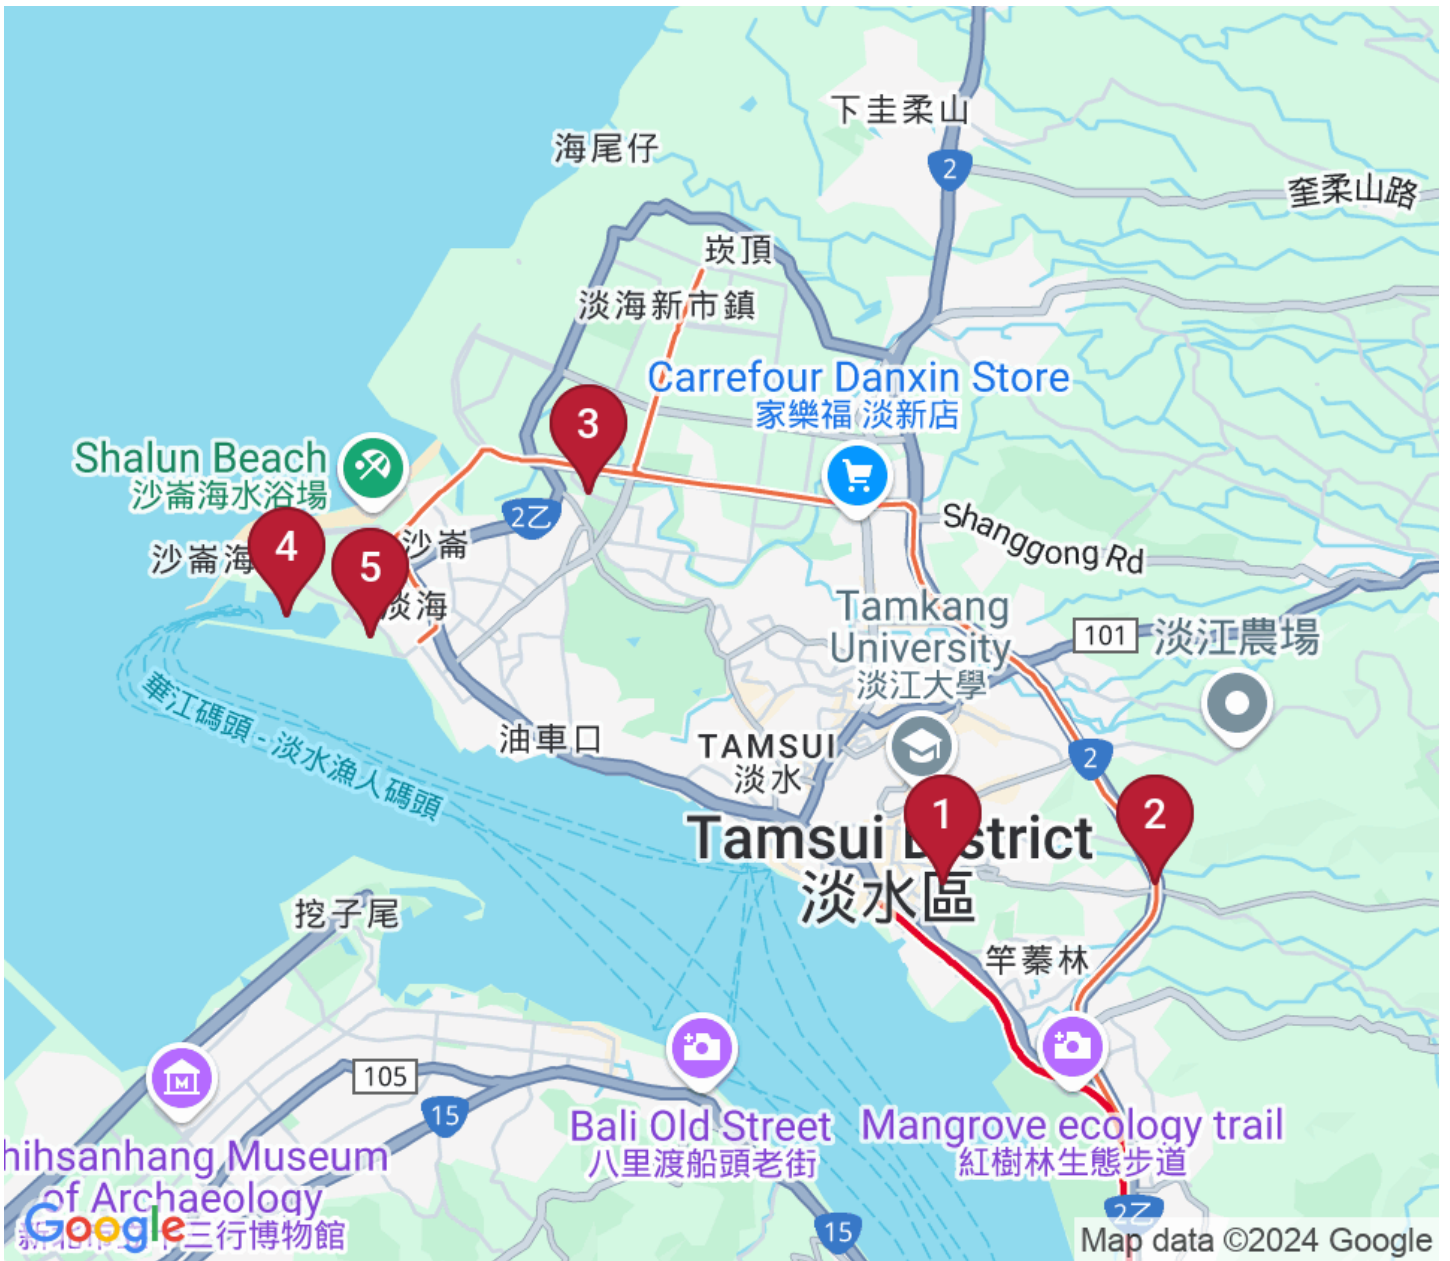 下圭柔山
海尾仔
2
奎柔山路
崁頂
淡海新市鎮
Carrefour Danxin Store
家樂福 淡新店
3
Shalun Beach
沙崙海水浴場
2乙
Shanggong Rd
沙崙海
4
5
沙崙
淡海
Tamkang
University
淡江大學
101
淡江農場
華江碼頭 - 淡水漁人碼頭
油車口
TAMSUI
淡水
2
1
2
Tamsui District
淡水區
挖子尾
竿蓁林
105
15
Bali Old Street
八里渡船頭老街
Mangrove ecology trail
紅樹林生態步道
M
hihsanhang Museum
of Archaeology
三行博物館
Google
15
2乙
Map data ©2024 Google